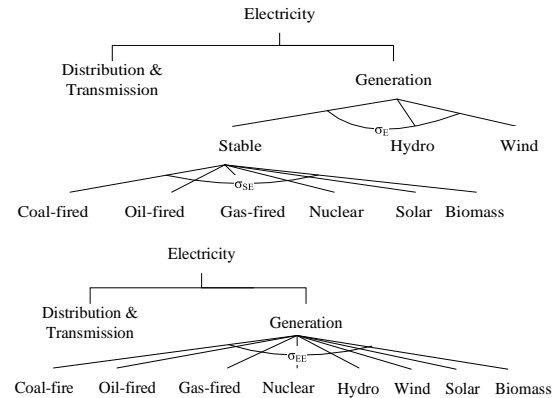 Electricity
Distribution &
Transmission
Generation
σE
Stable
Hydro
Wind
σSE
Coal-fired
Oil-fired
Gas-fired
Nuclear
Solar
Biomass
Electricity
Distribution &
Transmission
Generation
σEE
Coal-fire
Oil-fired
Gas-fired
Nuclear
Hydro
Wind
Solar
Biomass